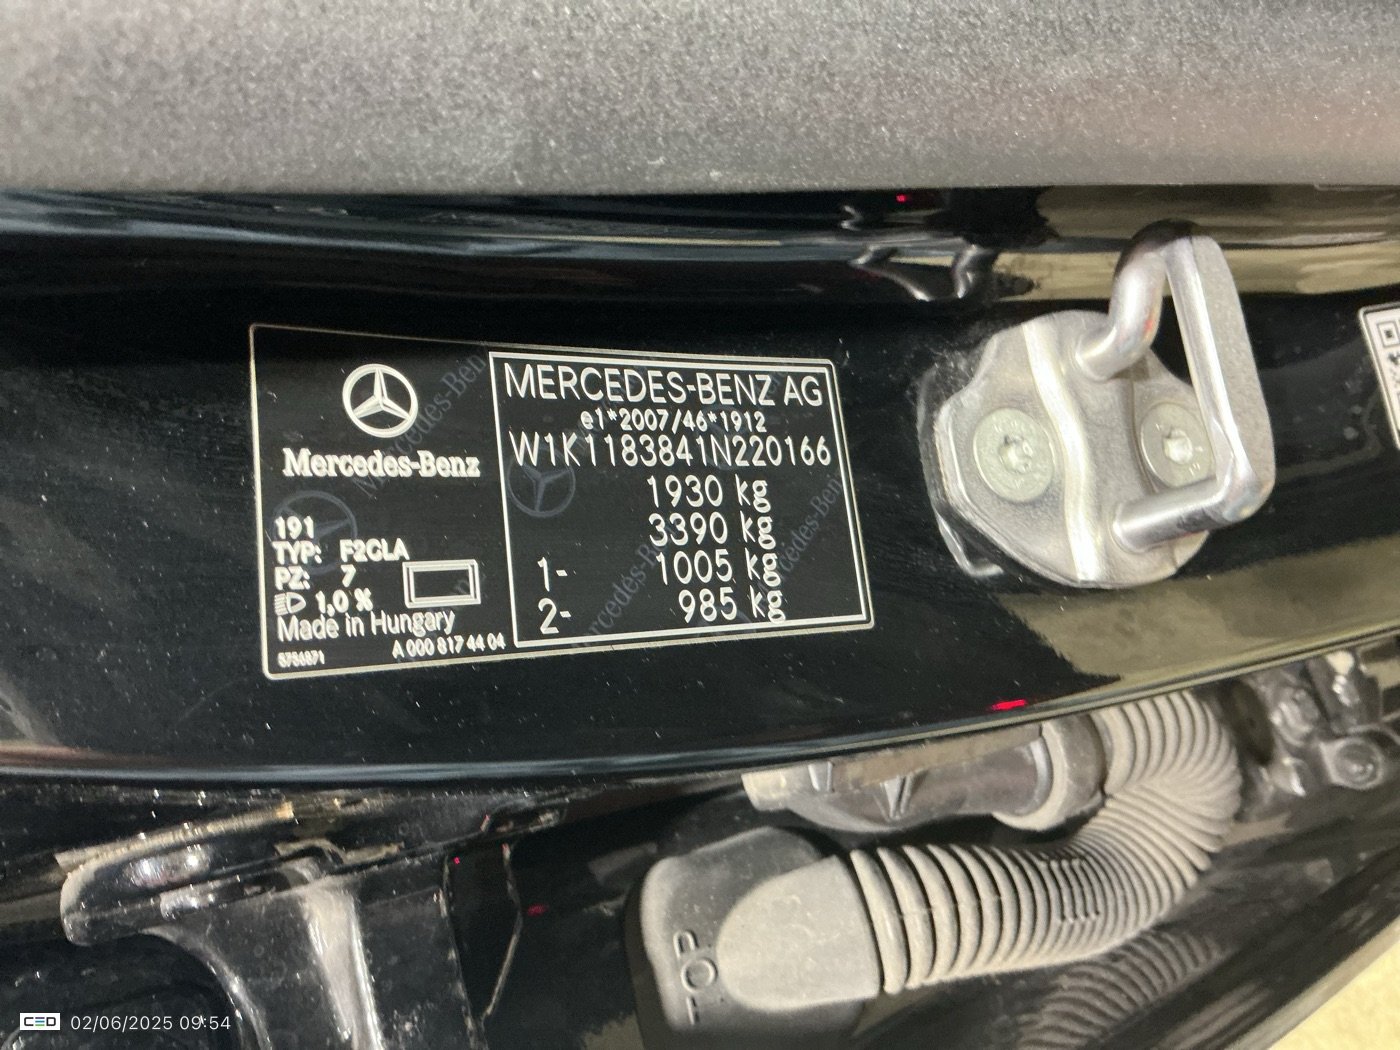 Mercedes-Benz
191
TYP: F2CLA
PZ: 7
1,0 %
Made in Hungary
A 000 817 44 04
MERCEDES-BENZ AG
e1*2007/46*1912
W1K1183841N220166
1930 kg
3390 kg
1- 1005 kg
2- 985 kg
TOP
CED 02/06/2025 09:54